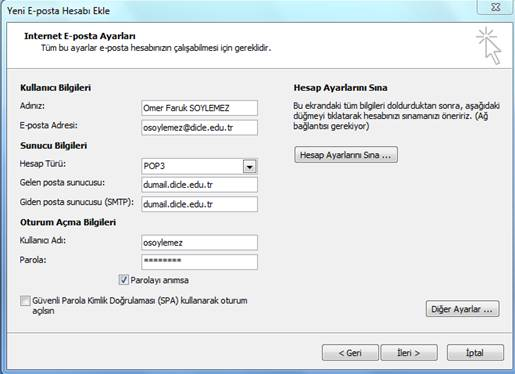 Yeni E-posta Hesabı Ekle
Internet E-posta Ayarları
Tüm bu ayarlar e-posta hesabınızın çalışabilmesi için gereklidir.
Kullanıcı Bilgileri
Adınız:
Omer Faruk SOYLEMEZ
E-posta Adresi:
osoylemez@dicle.edu.tr
Sunucu Bilgileri
Hesap Türü:
POP3
Gelen posta sunucusu:
dumail.dicle.edu.tr
Giden posta sunucusu (SMTP):
dumail.dicle.edu.tr
Oturum Açma Bilgileri
Kullanıcı Adı:
osoylemez
Parola:
********
Parolayı anımsa
Güvenli Parola Kimlik Doğrulaması (SPA) kullanarak oturum
açılsın
Hesap Ayarlarını Sına
Bu ekrandaki tüm bilgileri doldurduktan sonra, aşağıdaki
düğmeyi tıklatarak hesabınızı sınamanızı öneririz. (Ağ
bağlantısı gerekiyor)
Hesap Ayarlarını Sına ...
Diğer Ayarlar ...
< Geri
İleri >
İptal